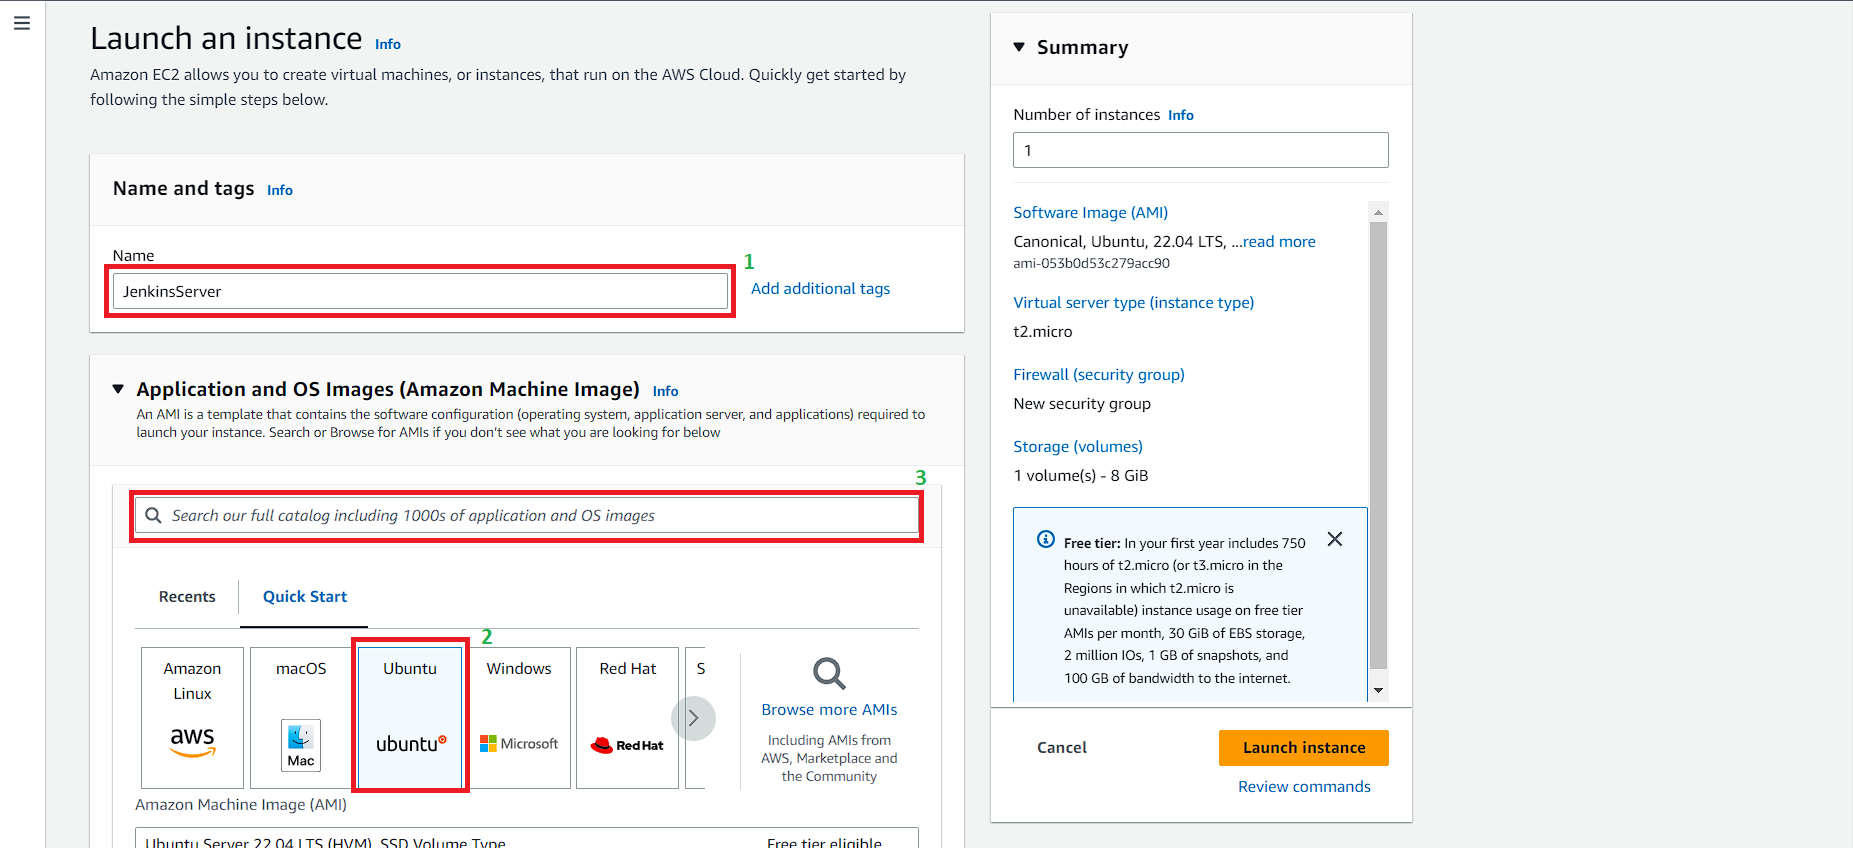 Launch an instance Info
Amazon EC2 allows you to create virtual machines, or instances, that run on the AWS Cloud. Quickly get started by
following the simple steps below.
Name and tags Info
Name
1
JenkinsServer
Add additional tags
Application and OS Images (Amazon Machine Image) Info
An AMI is a template that contains the software configuration (operating system, application server, and applications) required to
launch your instance. Search or Browse for AMIs if you don't see what you are looking for below
3
Search our full catalog including 1000s of application and OS images
Recents
Quick Start
2
Amazon
Linux
aws
macOS
Mac
Ubuntu
ubuntu
Windows
Microsoft
Red Hat
Red Hat
S
Browse more AMIs
Including AMIs from
AWS, Marketplace and
the Community
Amazon Machine Image (AMI)
Ubuntu Server 22.04 LTS (HVM), SSD Volume Type
Free tier eligible
Summary
Number of instances Info
1
Software Image (AMI)
Canonical, Ubuntu, 22.04 LTS, ...read more
ami-053b0d53c279acc90
Virtual server type (instance type)
t2.micro
Firewall (security group)
New security group
Storage (volumes)
1 volume(s) - 8 GiB
Free tier: In your first year includes 750
hours of t2.micro (or t3.micro in the
Regions in which t2.micro is
unavailable) instance usage on free tier
AMIs per month, 30 GiB of EBS storage,
2 million IOs, 1 GB of snapshots, and
100 GB of bandwidth to the internet.
Cancel
Launch instance
Review commands